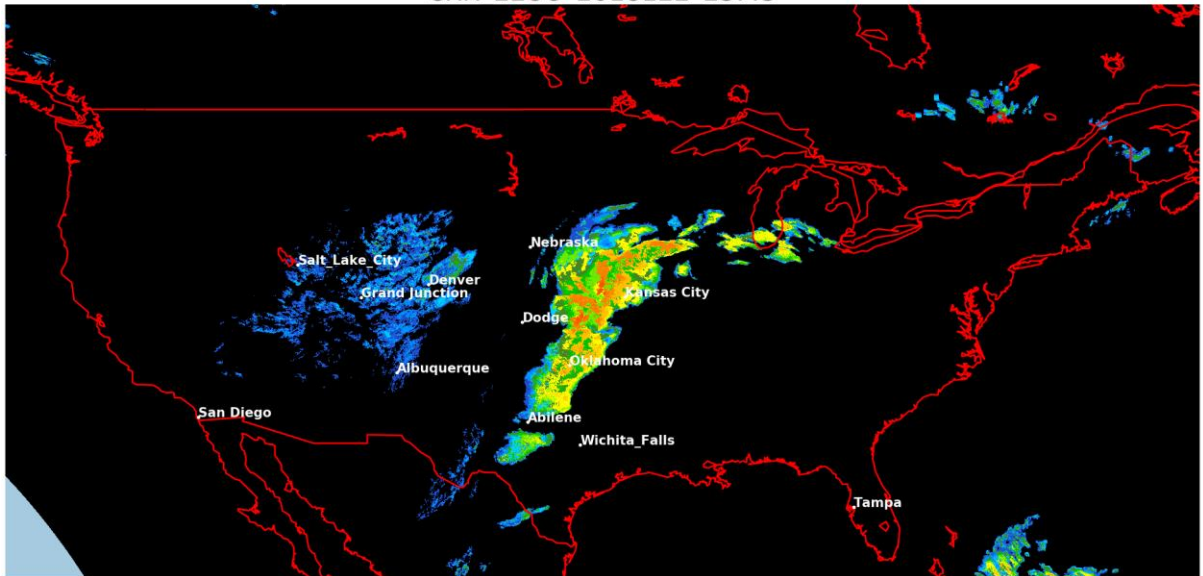 Nebraska
Salt_Lake_City
Denver
Grand Junction
Kansas City
Dodge
Oklahoma City
Albuquerque
San Diego
Abilene
Wichita_Falls
Tampa